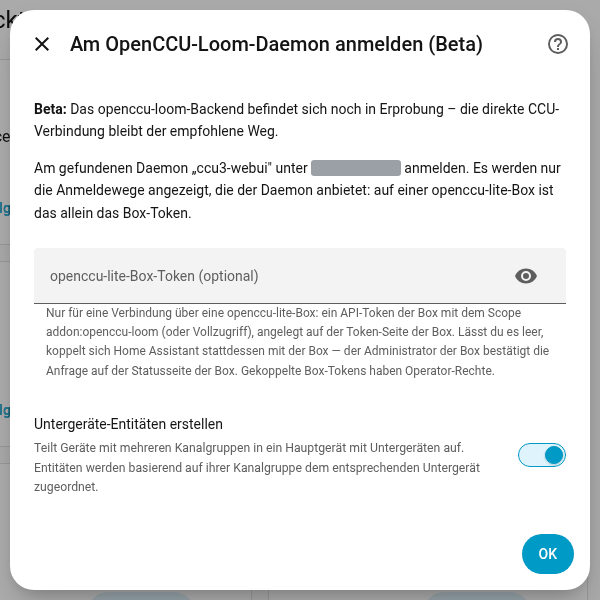 Am OpenCCU-Loom-Daemon anmelden (Beta)
Beta: Das openccu-loom-Backend befindet sich noch in Erprobung – die direkte CCU-
Verbindung bleibt der empfohlene Weg.
Am gefundenen Daemon „ccu3-webui" unter anmelden. Es werden nur
die Anmeldewege angezeigt, die der Daemon anbietet: auf einer openccu-lite-Box ist
das allein das Box-Token.
openccu-lite-Box-Token (optional)
Nur für eine Verbindung über eine openccu-lite-Box: ein API-Token der Box mit dem Scope
addon:openccu-loom (oder Vollzugriff), angelegt auf der Token-Seite der Box. Lässt du es leer,
koppelt sich Home Assistant stattdessen mit der Box — der Administrator der Box bestätigt die
Anfrage auf der Statusseite der Box. Gekoppelte Box-Tokens haben Operator-Rechte.
Untergeräte-Entitäten erstellen
Teilt Geräte mit mehreren Kanalgruppen in ein Hauptgerät mit Untergeräten auf.
Entitäten werden basierend auf ihrer Kanalgruppe dem entsprechenden Untergerät
zugeordnet.
OK